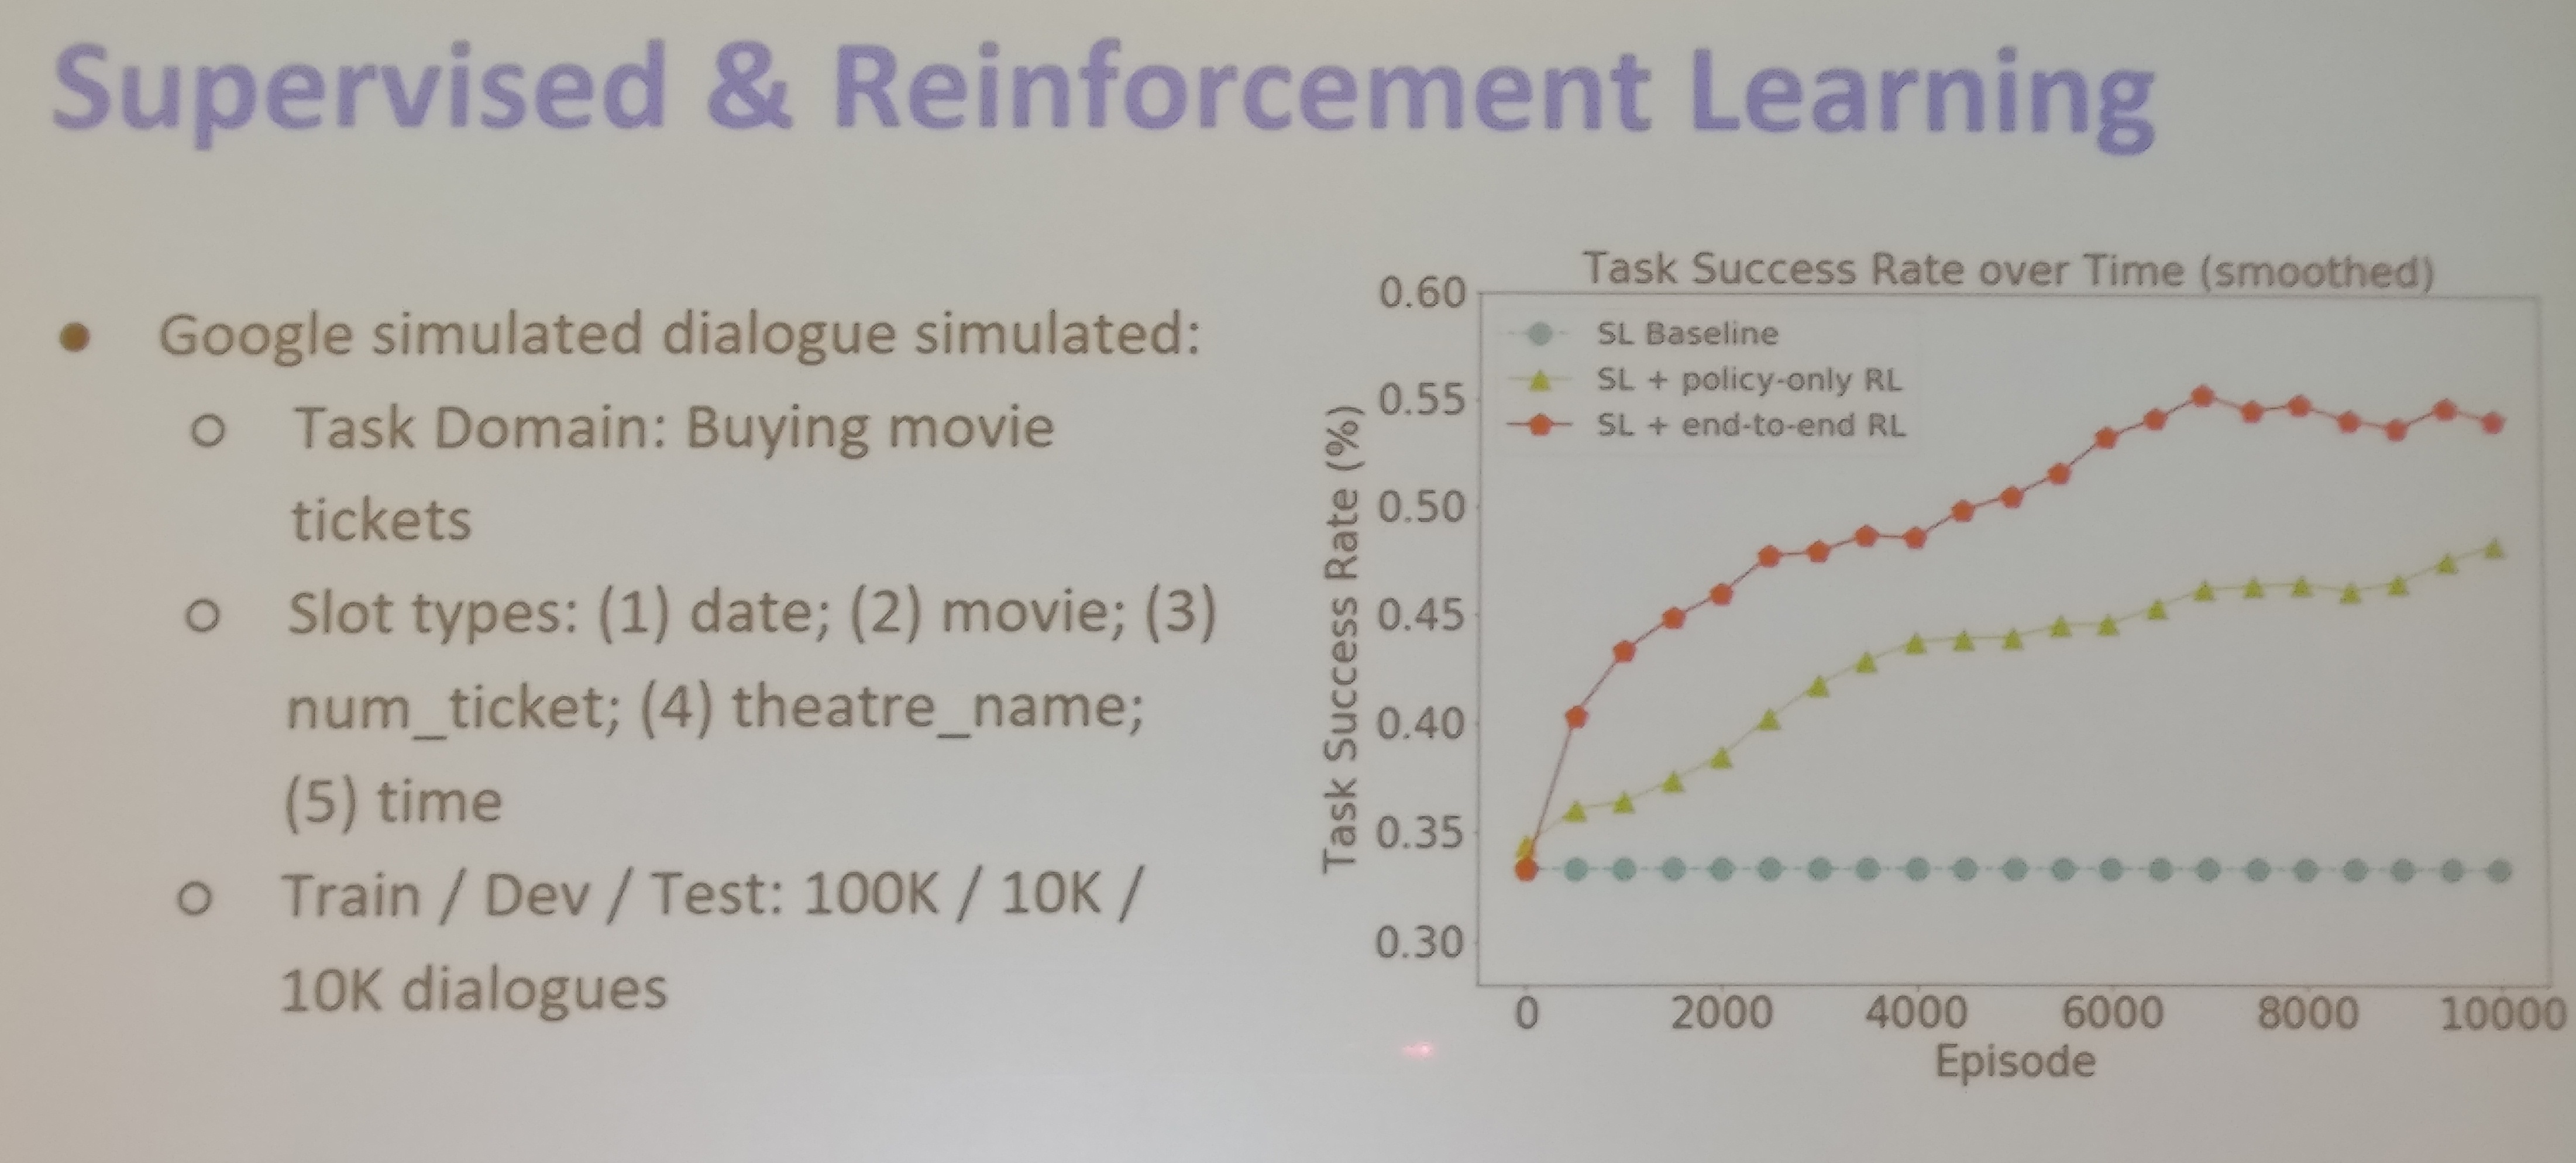 Supervised & Reinforcement Learning
Google simulated dialogue simulated:
Task Domain: Buying movie
tickets
Slot types: (1) date; (2) movie; (3)
num_ticket; (4) theatre_name;
(5) time
Train / Dev / Test: 100K / 10K /
10K dialogues
Task Success Rate over Time (smoothed)
Task Success Rate (%)
0.60
0.55
0.50
0.45
0.40
0.35
0.30
SL Baseline
SL + policy-only RL
SL + end-to-end RL
0 2000 4000 6000 8000 10000
Episode